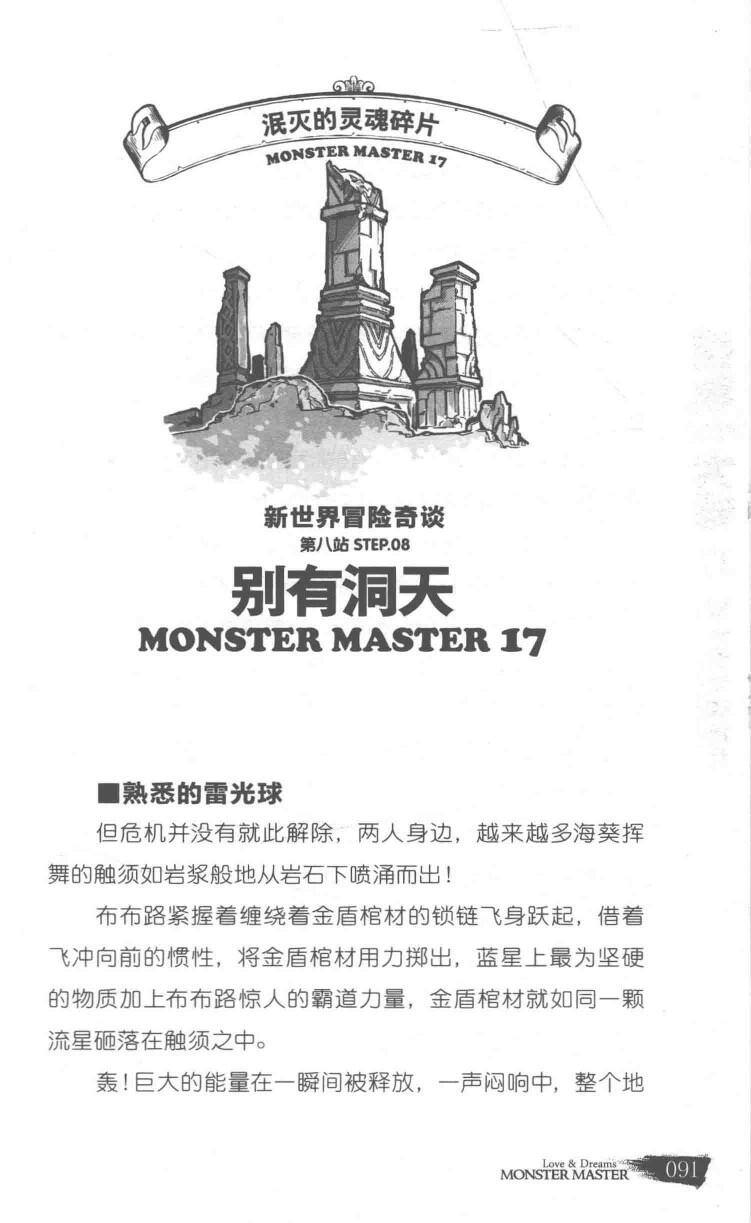 泯灭的灵魂碎片
MONSTER MASTER 17
新世界冒险奇谈
第八站 STEP.08
别有洞天
MONSTER MASTER 17
■熟悉的雷光球
但危机并没有就此解除，两人身边，越来越多海葵挥
舞的触须如岩浆般地从岩石下喷涌而出！
布布路紧握着缠绕着金盾棺材的锁链飞身跃起，借着
飞冲向前的惯性，将金盾棺材用力掷出，蓝星上最为坚硬
的物质加上布布路惊人的霸道力量，金盾棺材就如同一颗
流星砸落在触须之中。
轰！巨大的能量在一瞬间被释放，一声闷响中，整个地
Love & Dreams
MONSTER MASTER 091